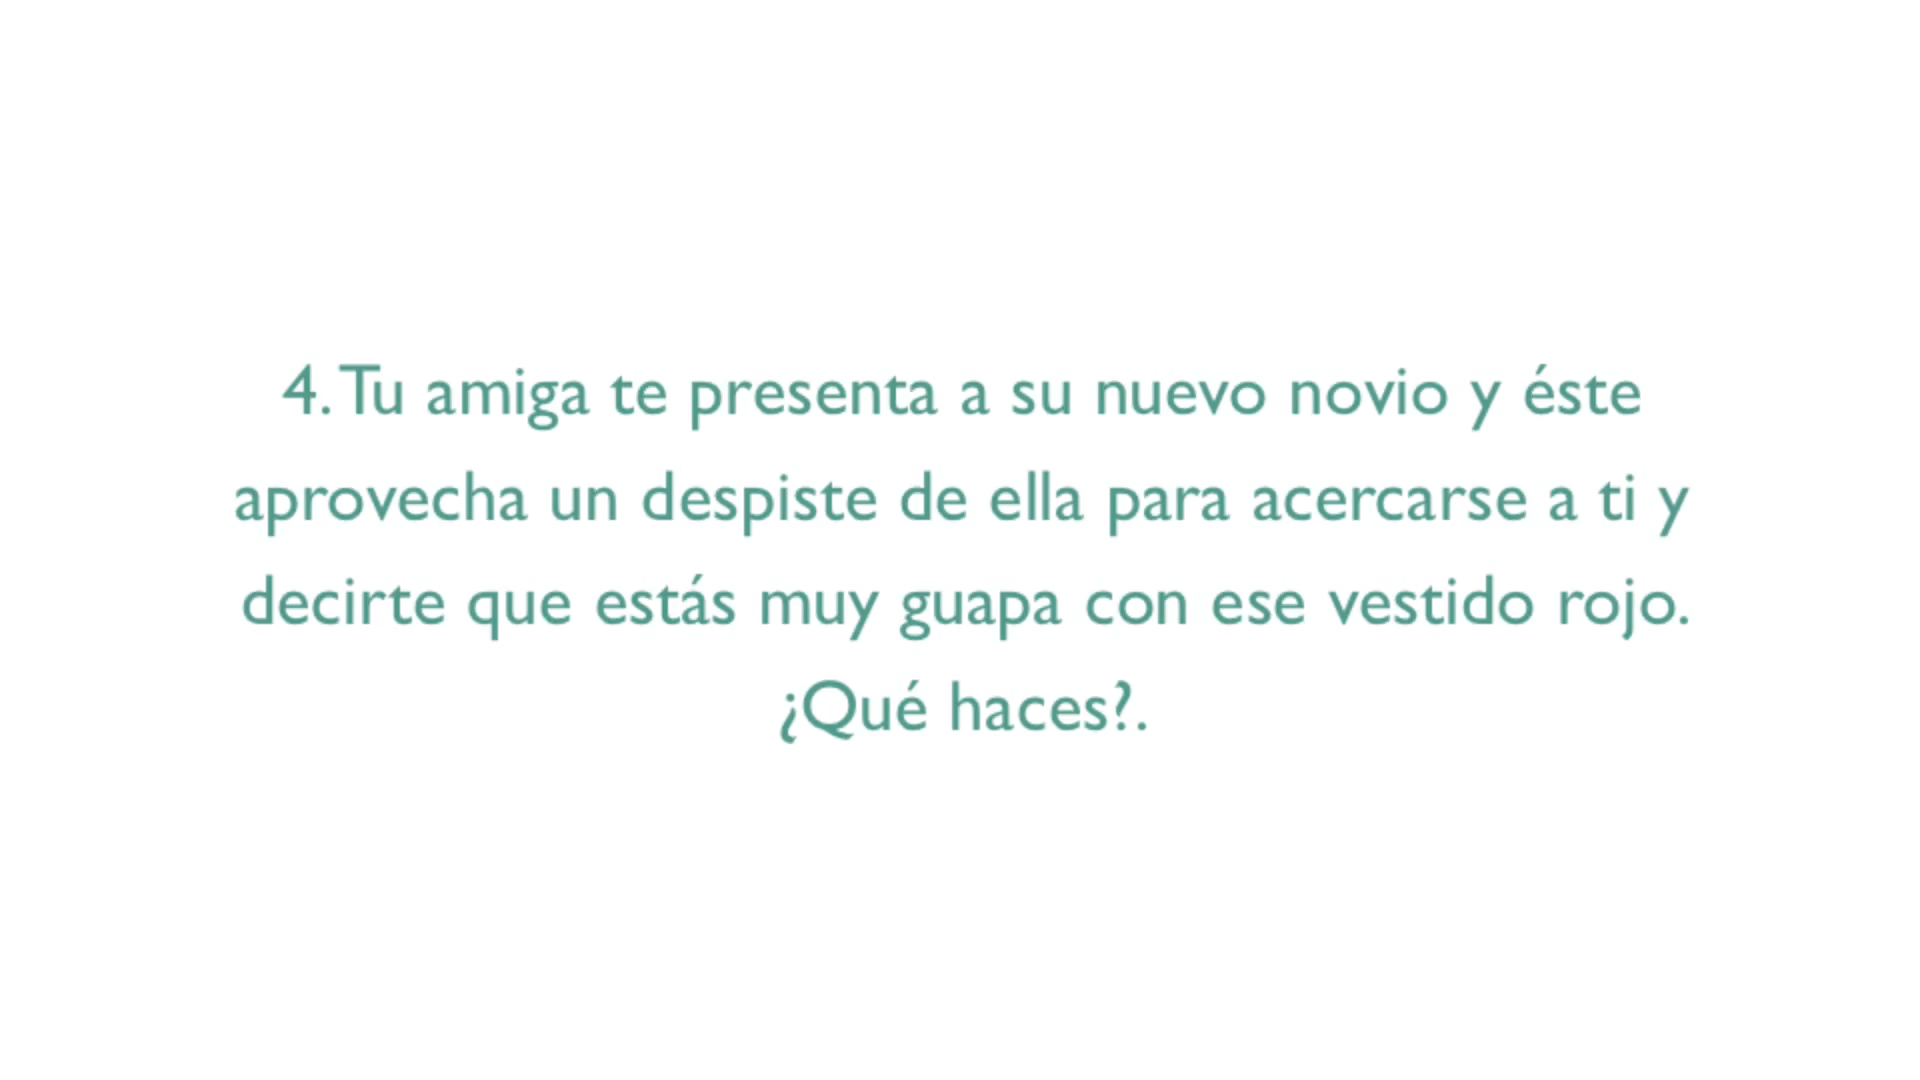 4. Tu amiga te presenta a su nuevo novio y éste
aprovecha un despiste de ella para acercarse a ti y
decirte que estás muy guapa con ese vestido rojo.
¿Qué haces?.